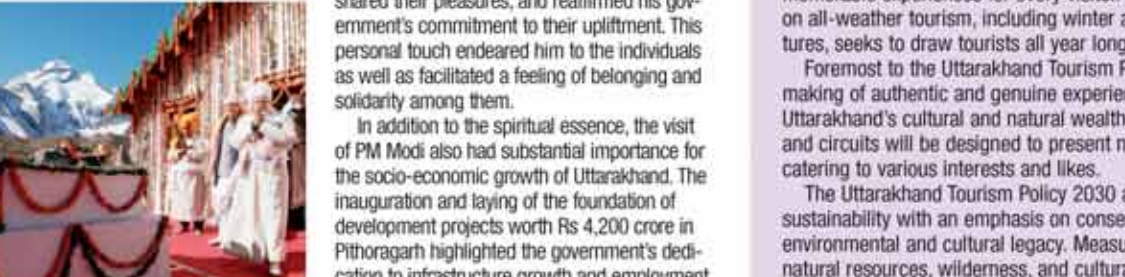 shared their pleasures, and reaffirmed his gov-
ernment's commitment to their upliftment. This
personal touch endeared him to the individuals
as well as facilitated a feeling of belonging and
solidarity among them.
In addition to the spiritual essence, the visit
of PM Modi also had substantial importance for
the socio-economic growth of Uttarakhand. The
inauguration and laying of the foundation of
development projects worth Rs 4,200 crore in
Pithoragarh highlighted the government's dedi-
cation to infrastructure growth and employment
on all-weather tourism, including winter a
tures, seeks to draw tourists all year long
Foremost to the Uttarakhand Tourism P
making of authentic and genuine experie
Uttarakhand's cultural and natural wealth
and circuits will be designed to present n
catering to various interests and likes.
The Uttarakhand Tourism Policy 2030 a
sustainability with an emphasis on conse
environmental and cultural legacy. Measu
natural resources, wilderness, and cultura